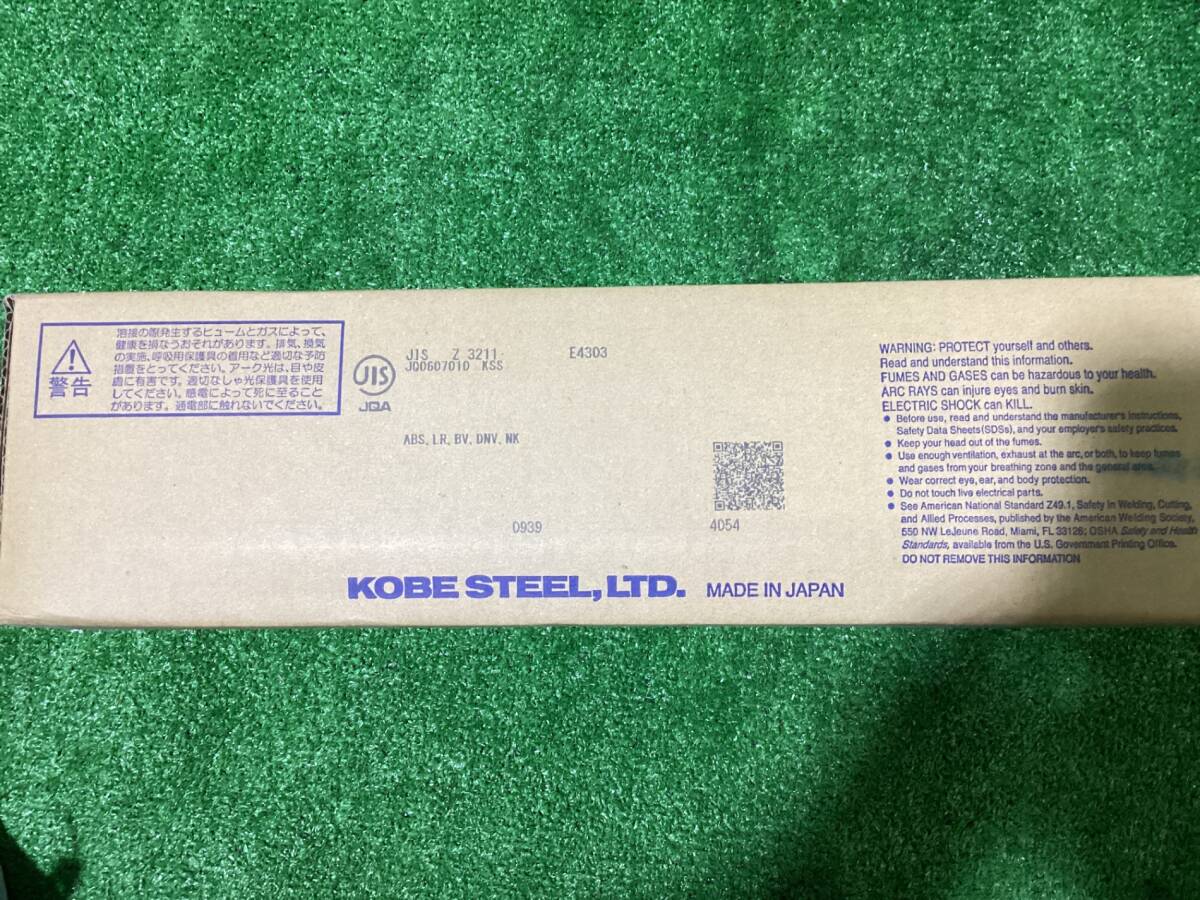 溶接の際発生するヒュームとガスによって、
健康を損なうおそれがあります。排気、換気
の実施、呼吸用保護具の着用など適切な予防
措置をとってください。アーク光は、目や皮
膚に有害です。適切なしゃ光保護具を使用
してください。感電によって死に至ること
があります。通電部に触れないでください。
警告
JIS
JQA
JIS Z 3211 E4303
JQ0607010 KSS
ABS, LR, BV, DNV, NK
0939
4054
KOBE STEEL, LTD. MADE IN JAPAN
WARNING: PROTECT yourself and others.
Read and understand this information.
FUMES AND GASES can be hazardous to your health.
ARC RAYS can injure eyes and burn skin.
ELECTRIC SHOCK can KILL.
● Before use, read and understand the manufacturer's instructions,
Safety Data Sheets(SDSs), and your employer's safety practices.
● Keep your head out of the fumes.
● Use enough ventilation, exhaust at the arc, or both, to keep fumes
and gases from your breathing zone and the general area.
● Wear correct eye, ear, and body protection.
● Do not touch live electrical parts.
● See American National Standard Z49.1, Safety in Welding, Cutting,
and Allied Processes, published by the American Welding Society,
550 NW LeJeune Road, Miami, FL 33126; OSHA Safety and Health
Standards, available from the U.S. Government Printing Office.
DO NOT REMOVE THIS INFORMATION